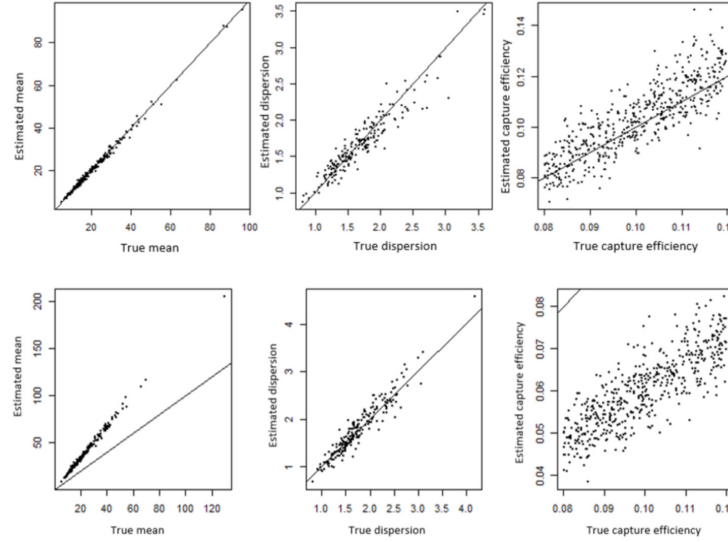 Estimated mean
80
60
40
20
20 40 60 80 100
True mean
Estimated dispersion
3.5
3.0
2.5
2.0
1.5
1.0
1.0 1.5 2.0 2.5 3.0 3.5
True dispersion
Estimated capture efficiency
0.14
0.12
0.10
0.08
0.08 0.09 0.10 0.11 0.1
True capture efficiency
Estimated mean
200
150
100
50
20 40 60 80 100 120
True mean
Estimated dispersion
4
3
2
1
1.0 1.5 2.0 2.5 3.0 3.5 4.0
True dispersion
Estimated capture efficiency
0.08
0.07
0.06
0.05
0.04
0.08 0.09 0.10 0.11 0.1
True capture efficiency